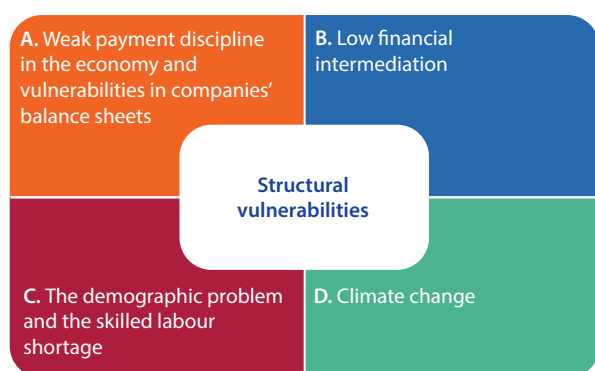 A. Weak payment discipline
in the economy and
vulnerabilities in companies’
balance sheets
B. Low financial
intermediation
Structural
vulnerabilities
C. The demographic problem
and the skilled labour
shortage
D. Climate change